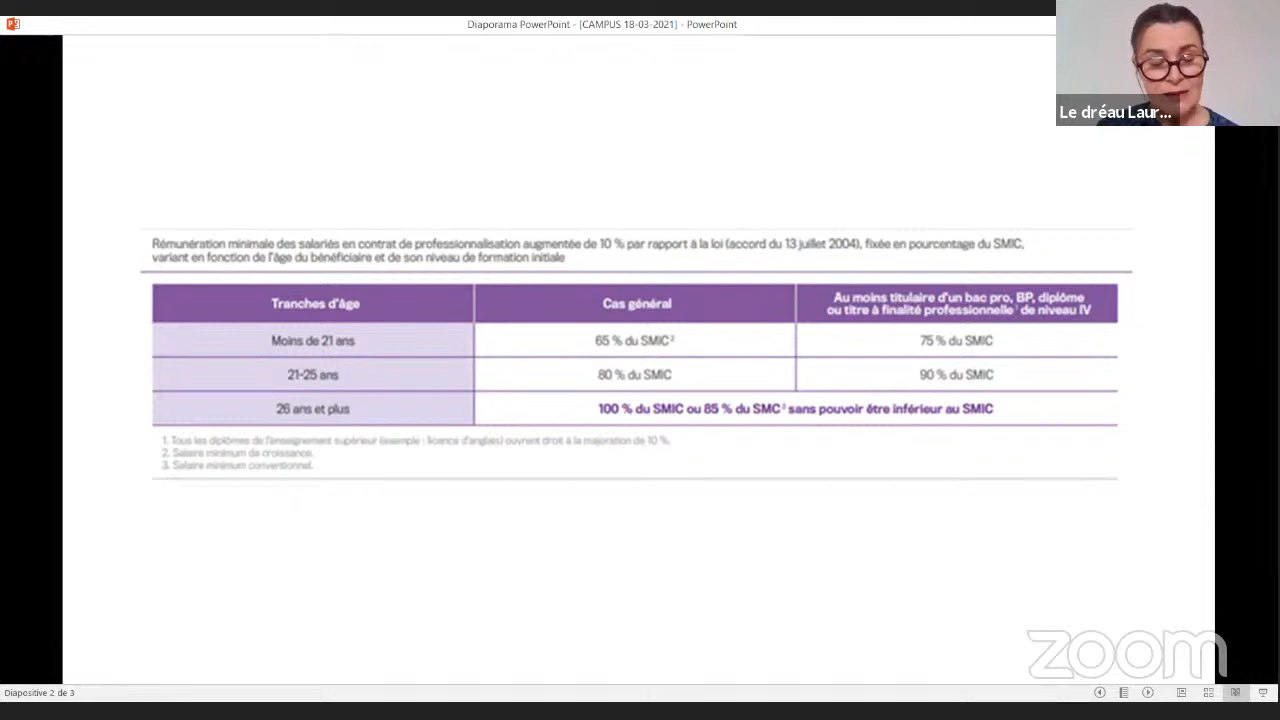 Diaporama PowerPoint - [CAMPUS 18-03-2021] - PowerPoint
Le dréau Laur...
Rémunération minimale des salariés en contrat de professionnalisation augmentée de 10 % par rapport à la loi (accord du 13 juillet 2004), fixée en pourcentage du SMIC,
variant en fonction de l'âge du bénéficiaire et de son niveau de formation initiale
Tranches d'âge
Cas général
Au moins titulaire d'un bac pro, BP, diplôme
ou titre à finalité professionnelle ¹ de niveau IV
Moins de 21 ans
65 % du SMIC ²
75 % du SMIC
21-25 ans
80 % du SMIC
90 % du SMIC
26 ans et plus
100 % du SMIC ou 85 % du SMC ³ sans pouvoir être inférieur au SMIC
1. Tous les diplômes de l'enseignement supérieur (exemple : licence d'anglais) ouvrent droit à la majoration de 10 %.
2. Salaire minimum de croissance.
3. Salaire minimum conventionnel.
zoom
Diapositive 2 de 3